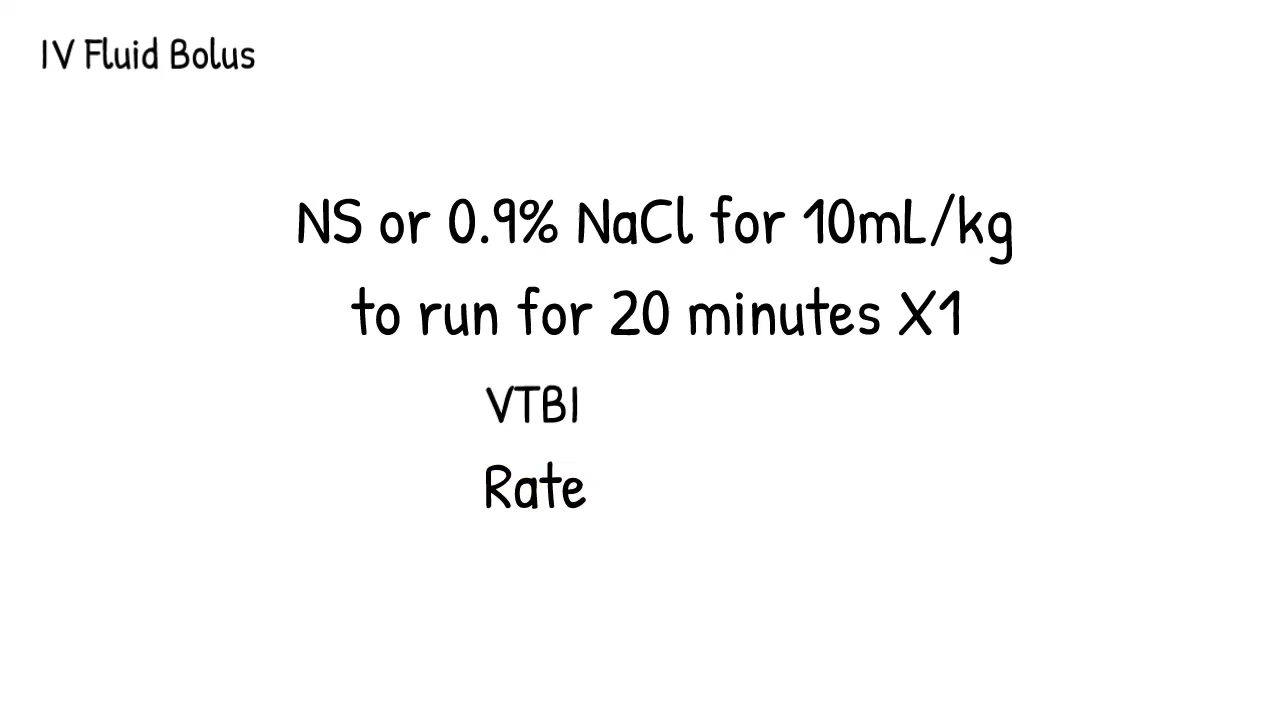 IV Fluid Bolus
NS or 0.9% NaCl for 10mL/kg
to run for 20 minutes X1
VTBI
Rate